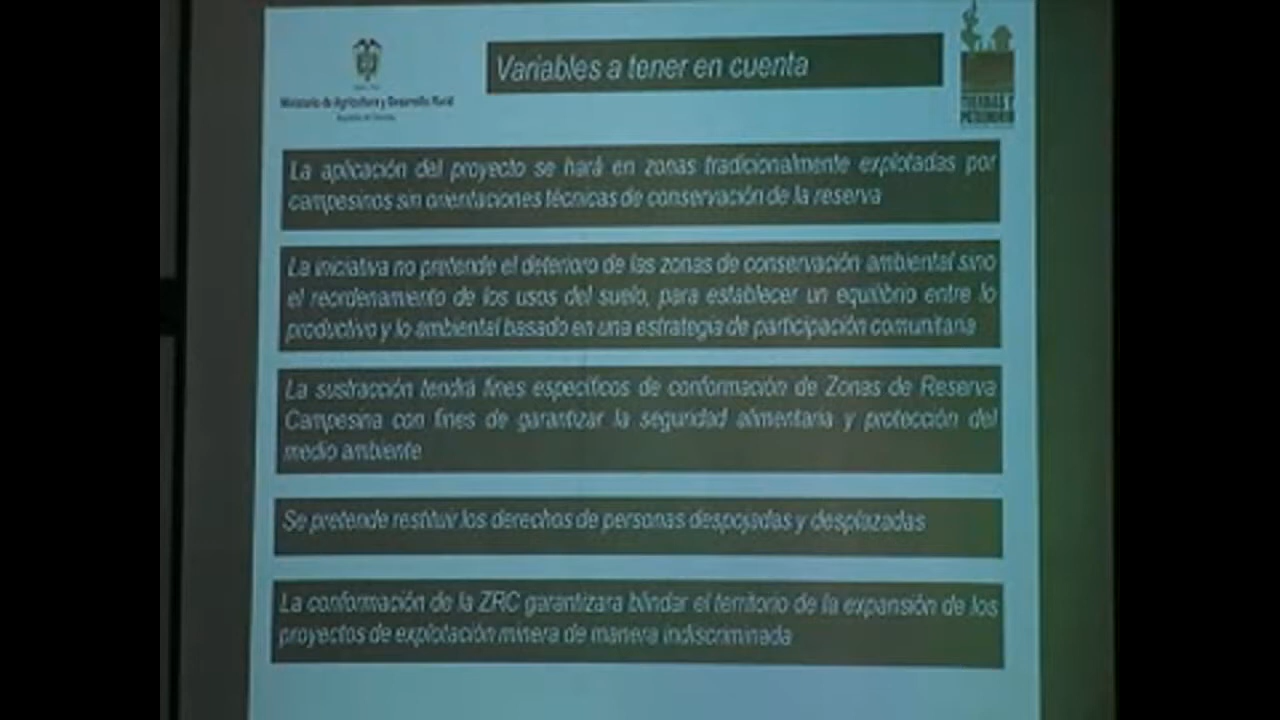 Variables a tener en cuenta
Ministerio de Agricultura y Desarrollo Rural
TIERRAS Y
PATRIMONIO
La aplicación del proyecto se hará en zonas tradicionalmente explotadas por
campesinos sin orientaciones técnicas de conservación de la reserva
La iniciativa no pretende el deterioro de las zonas de conservación ambiental sino
el reordenamiento de los usos del suelo, para establecer un equilibrio entre lo
productivo y lo ambiental basado en una estrategia de participación comunitaria
La sustracción tendrá fines específicos de conformación de Zonas de Reserva
Campesina con fines de garantizar la seguridad alimentaria y protección del
medio ambiente
Se pretende restituir los derechos de personas despojadas y desplazadas
La conformación de la ZRC garantizara blindar el territorio de la expansión de los
proyectos de explotación minera de manera indiscriminada